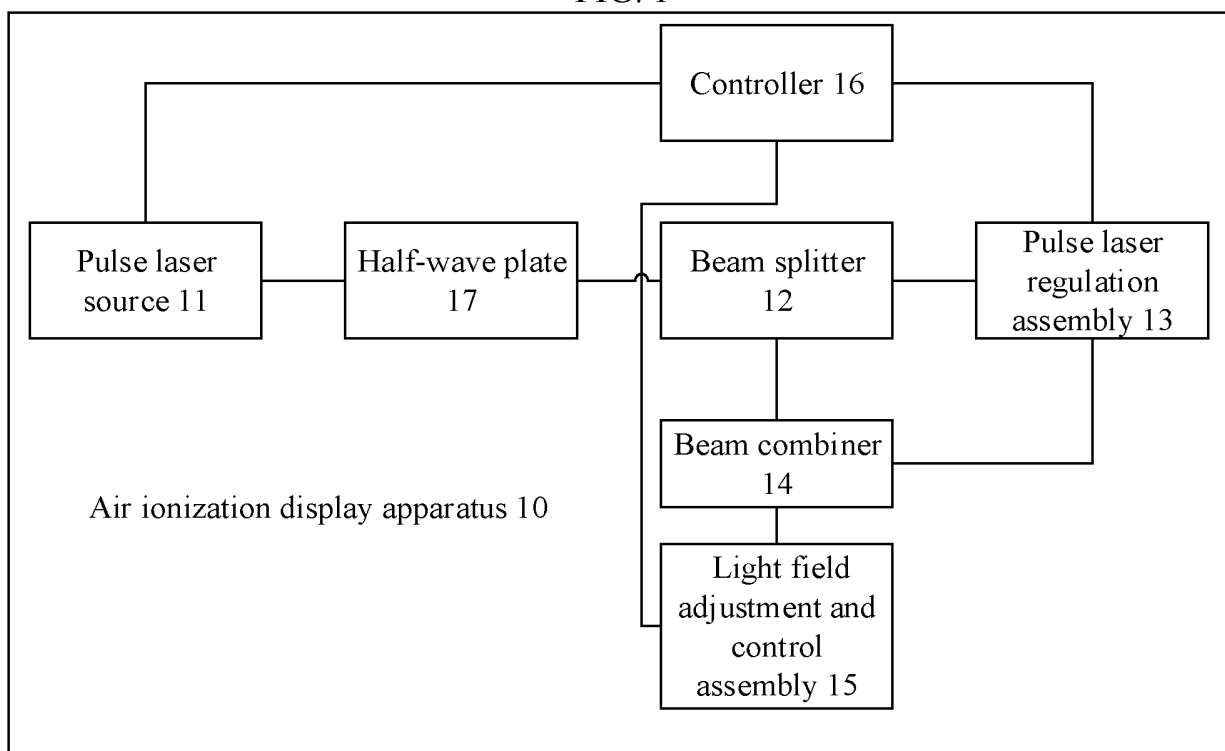 FIG. 1
Controller 16
Pulse laser
source 11
Half-wave plate
17
Beam splitter
12
Pulse laser
regulation
assembly 13
Beam combiner
14
Air ionization display apparatus 10
Light field
adjustment and
control
assembly 15